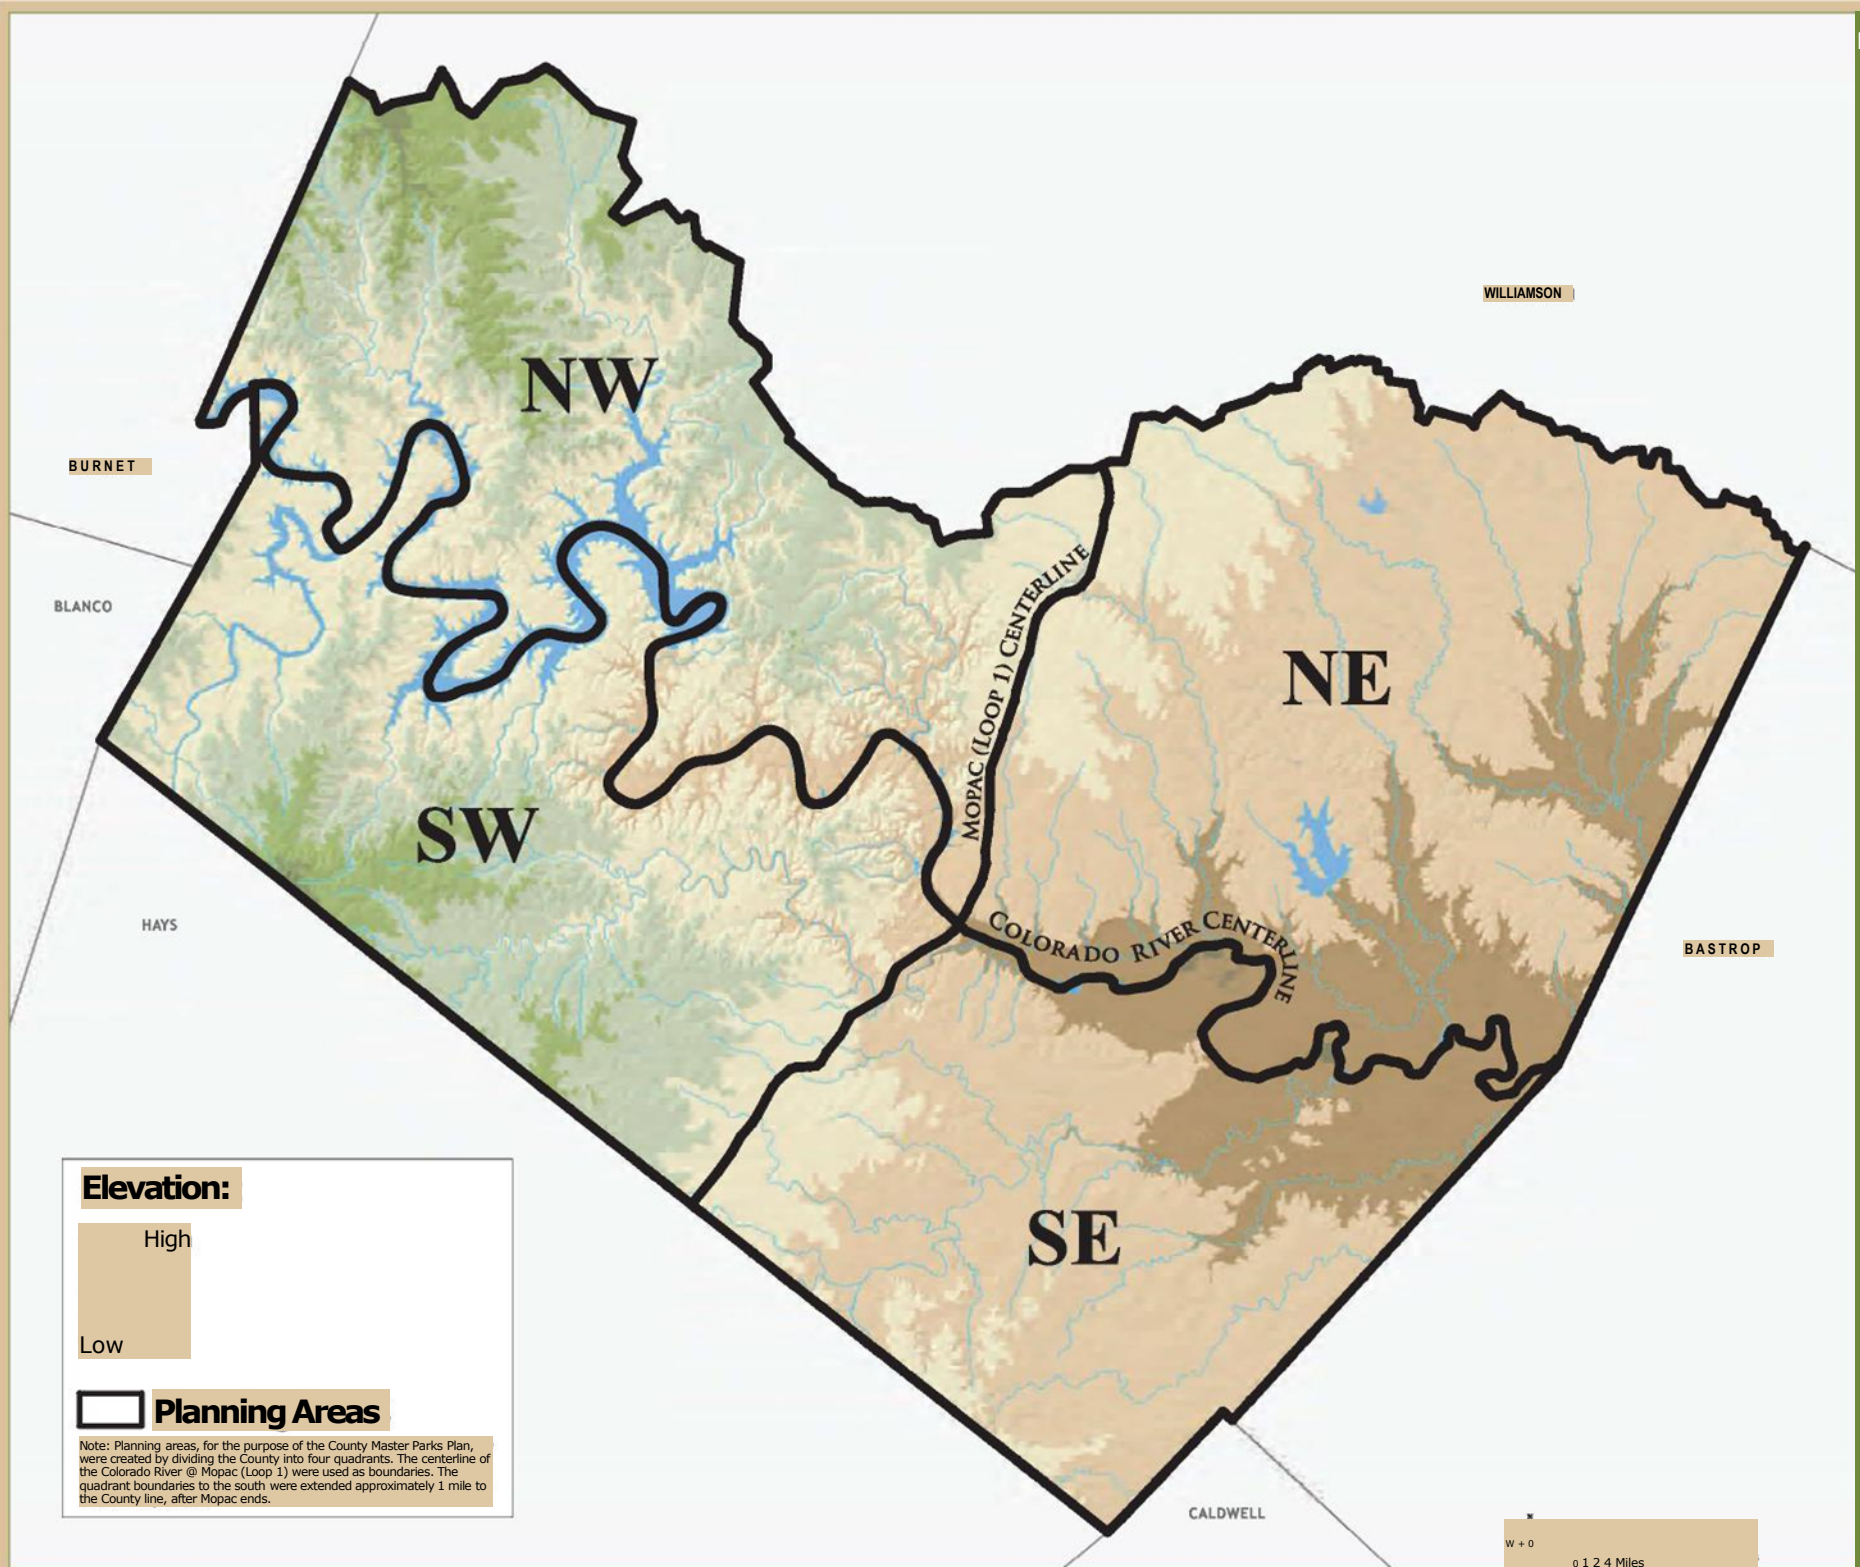 WILLIAMSON
NW
BURNET
MOPAC (LOOP 1) CENTERLINE
BLANCO
NE
SW
HAYS
COLORADO RIVER CENTERLINE
BASTROP
Elevation:
High
SE
Low
Planning Areas
Note: Planning areas, for the purpose of the County Master Parks Plan,
were created by dividing the County into four quadrants. The centerline of
the Colorado River @ Mopac (Loop 1) were used as boundaries. The
quadrant boundaries to the south were extended approximately 1 mile to
the County line, after Mopac ends.
CALDWELL
W + 0
0 1 2 4 Miles